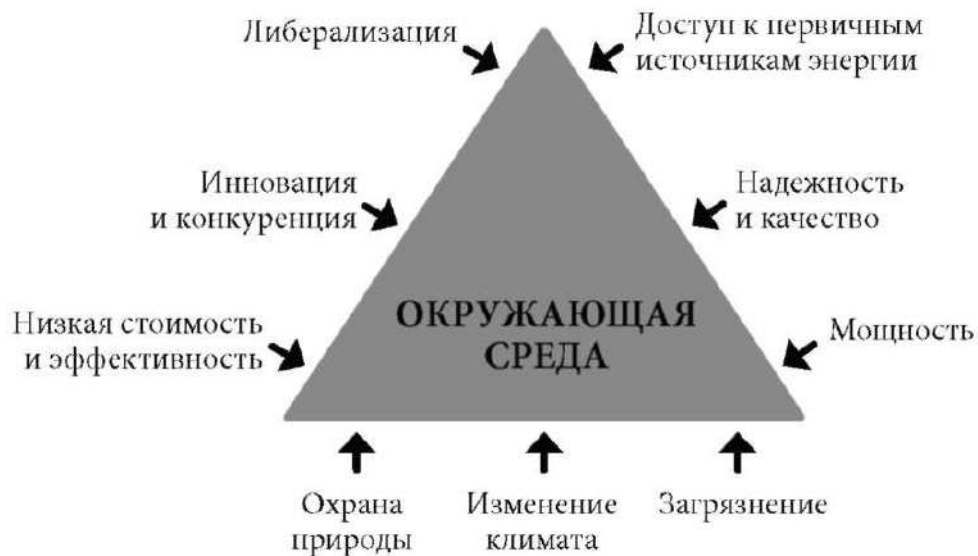 Либерализация
Доступ к первичным
источникам энергии
Инновация
и конкуренция
Надежность
и качество
Низкая стоимость
и эффективность
ОКРУЖАЮЩАЯ
СРЕДА
Мощность
Охрана
природы
Изменение
климата
Загрязнение